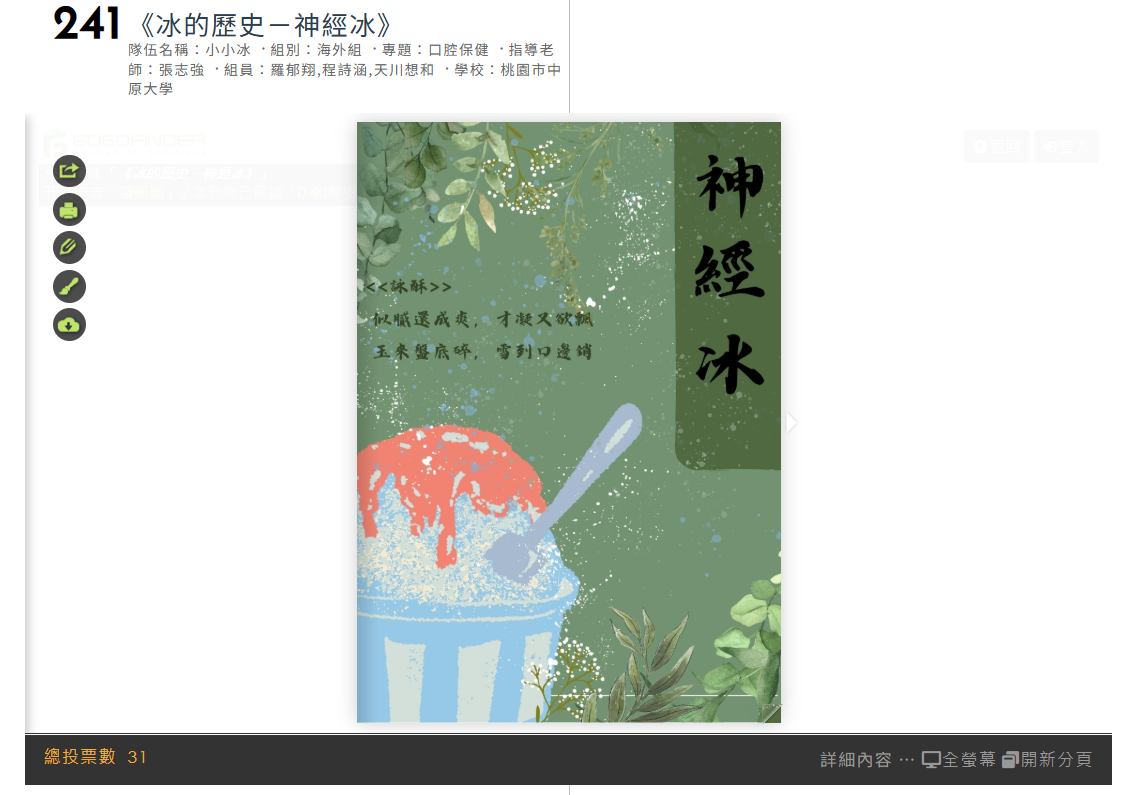 241
《冰的歷史－神經冰》
隊伍名稱：小小冰 ・組別：海外組 ・專題：口腔保健 ・指導老
師：張志強 ・組員：羅郁翔,程詩涵,天川想和 ・學校：桃園市中
原大學
神經冰
<<詠酥>>
似膩還成爽，才凝又欲飄
玉來盤底碎，雪到口邊銷
總投票數 31
詳細內容 … 全螢幕 開新分頁